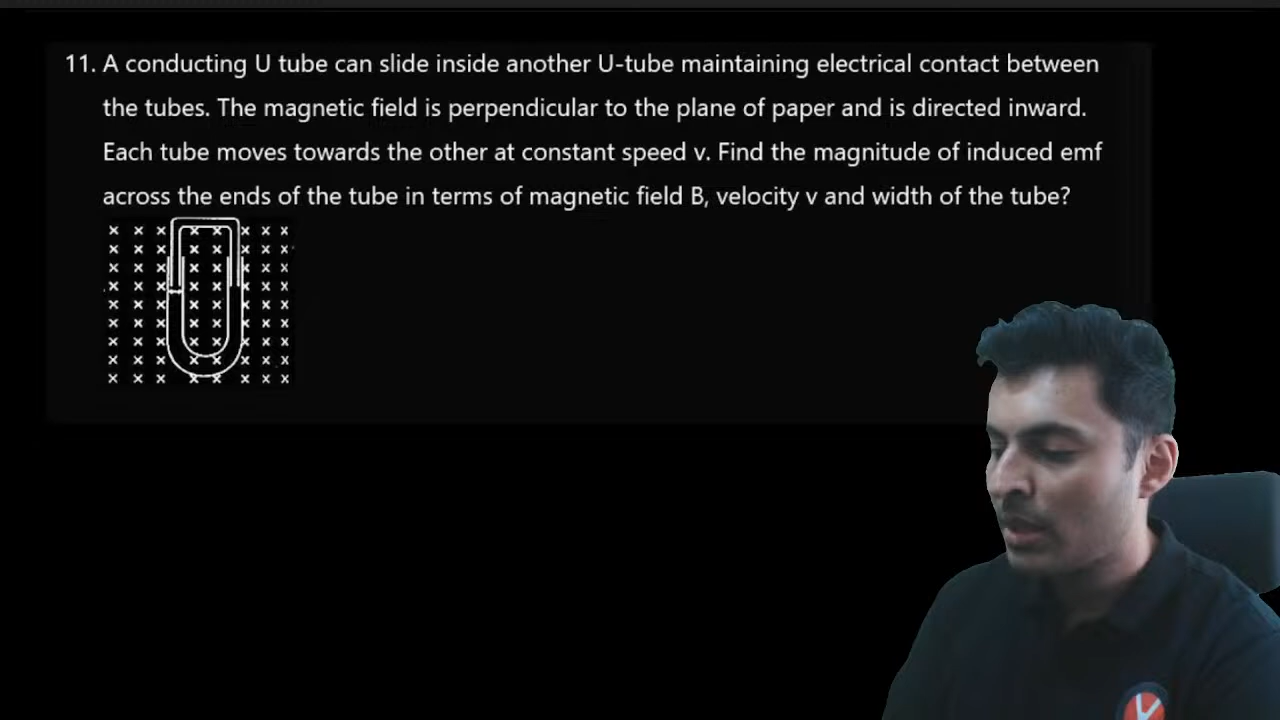 11. A conducting U tube can slide inside another U-tube maintaining electrical contact between
the tubes. The magnetic field is perpendicular to the plane of paper and is directed inward.
Each tube moves towards the other at constant speed v. Find the magnitude of induced emf
across the ends of the tube in terms of magnetic field B, velocity v and width of the tube?
x x x x x x x x
x x x x x x x x
x x x x x x x x
x x x x x x x x
x x x x x x x x
x x x x x x x x
x x x x x x x x
x x x x x x x x
x x x x x x x x